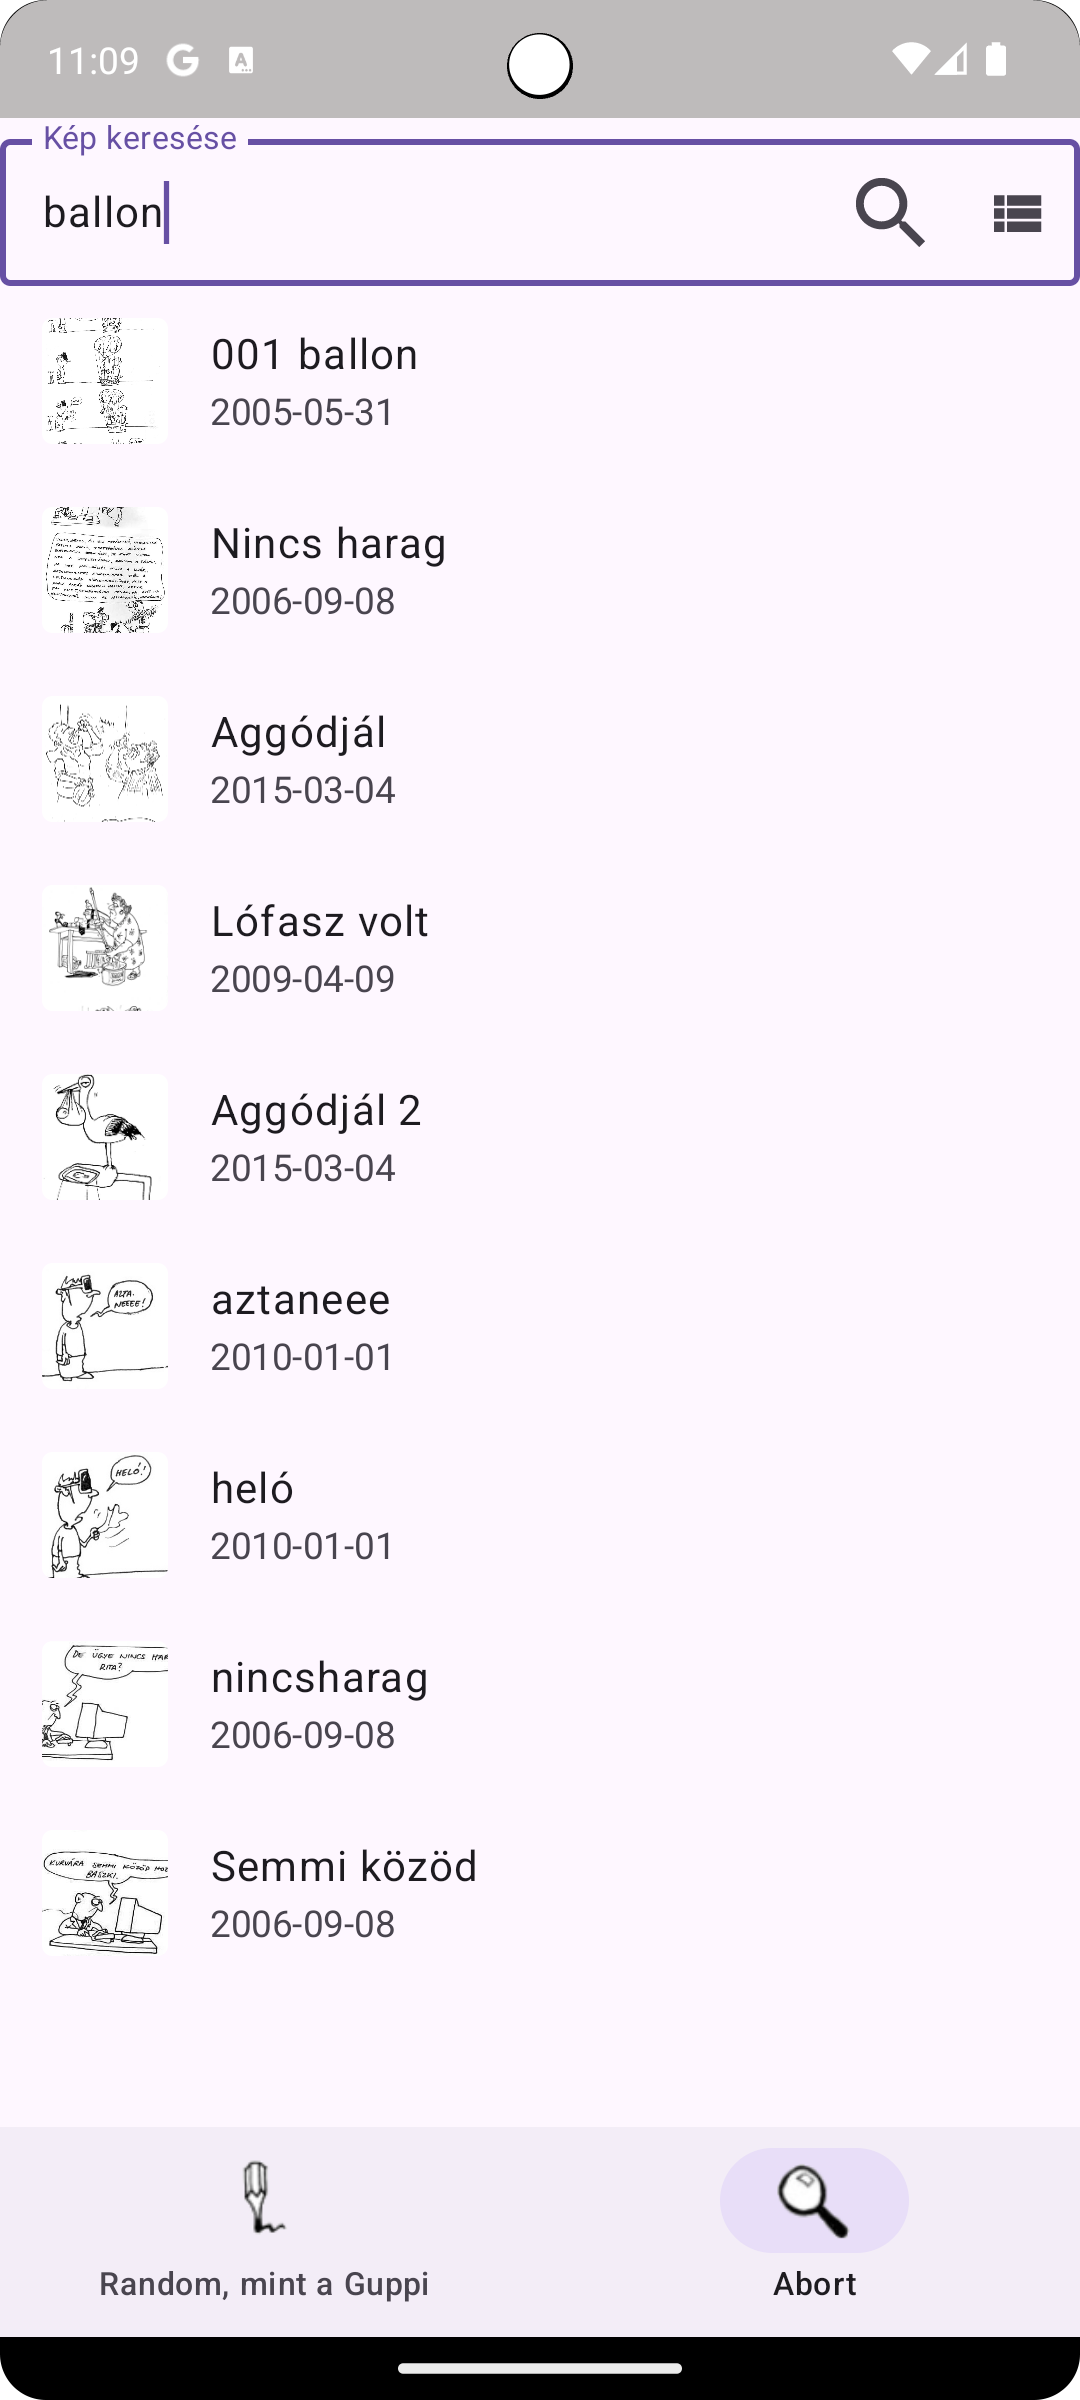 11:09
Kép keresése
ballon
001 ballon
2005-05-31
Nincs harag
2006-09-08
Aggódjál
2015-03-04
Lófasz volt
2009-04-09
Aggódjál 2
2015-03-04
AZTA-
NEEEE!
aztaneee
2010-01-01
HELÓ!
heló
2010-01-01
DE ÜGYE NINCS HAR
RITA?
nincsharag
2006-09-08
KURVÁRA SEMMI KÖZÖD HOZ
BASZKI.
Semmi közöd
2006-09-08
Random, mint a Guppi
Abort